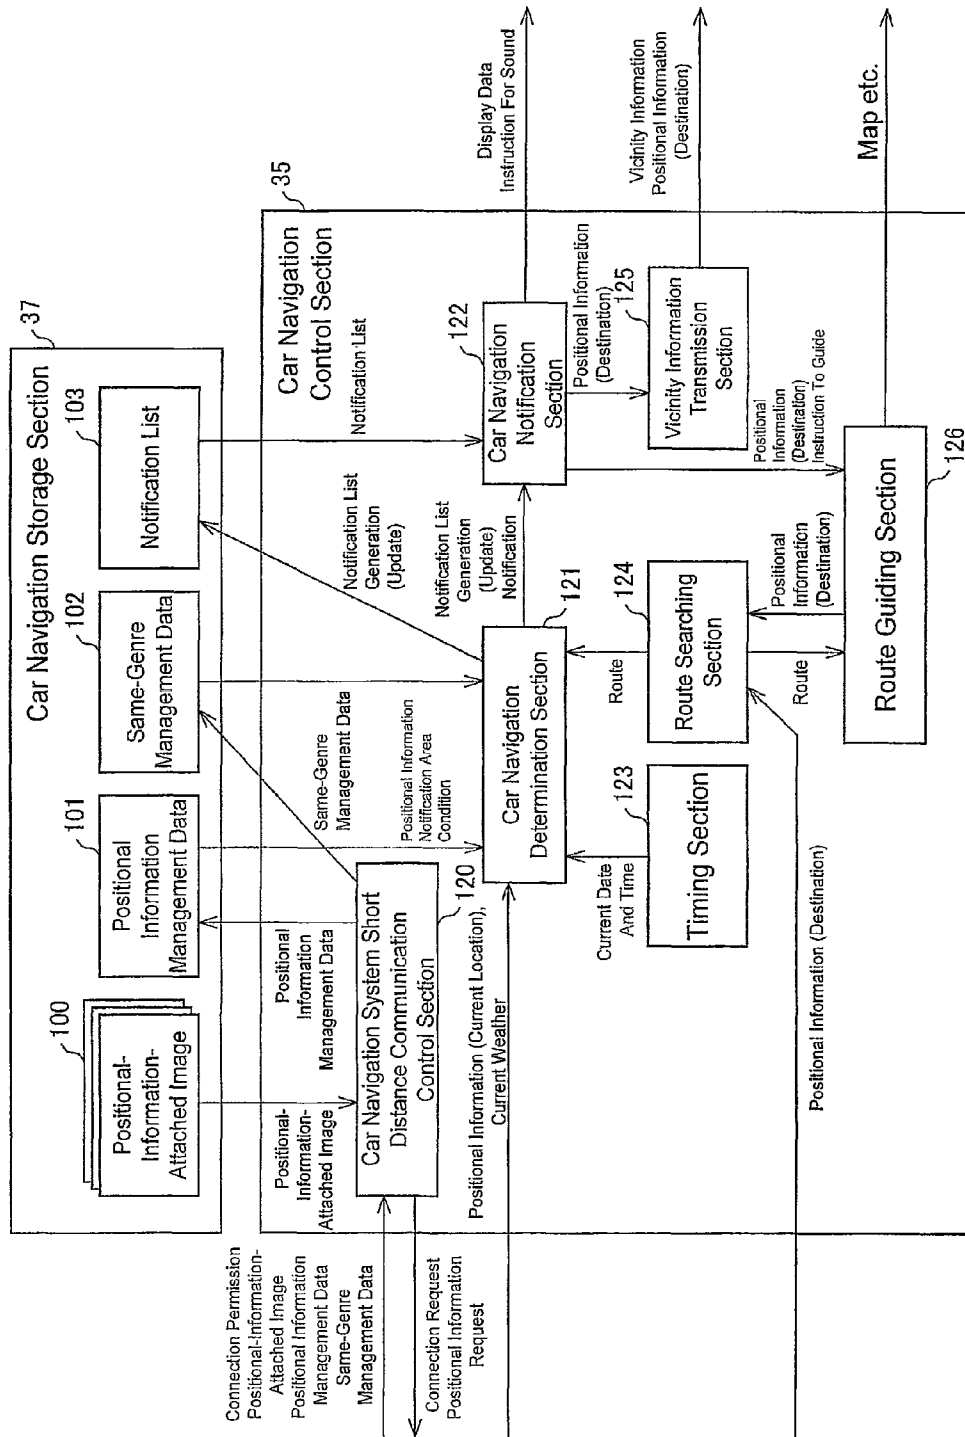 37
Car Navigation Storage Section
100
Positional-
Information-
Attached Image
101
Positional
Information
Management Data
102
Same-Genre
Management Data
103
Notification List
35
Car Navigation
Control Section
Connection Permission
Positional-Information-
Attached Image
Positional Information
Management Data
Same-Genre
Management Data
Connection Request
Positional Information
Request
Positional-
Information-
Attached Image
Positional
Information
Management Data
Same-Genre
Management Data
Car Navigation System Short
Distance Communication
Control Section
120
Positional Information
Notification Area
Condition
Notification List
Generation
(Update)
Notification List
Positional Information (Current Location),
Current Weather
Car Navigation
Determination Section
121
Notification List
Generation
(Update)
Notification
122
Car Navigation
Notification
Section
Display Data
Instruction For Sound
Current Date
And Time
123
Timing Section
Route
124
Route Searching
Section
Positional Information
(Destination)
125
Vicinity Information
Transmission
Section
Vicinity Information
Positional Information
(Destination)
Positional Information (Destination)
Route
Positional
Information
(Destination)
Positional
Information
(Destination)
Instruction To Guide
Route Guiding Section
126
Map etc.